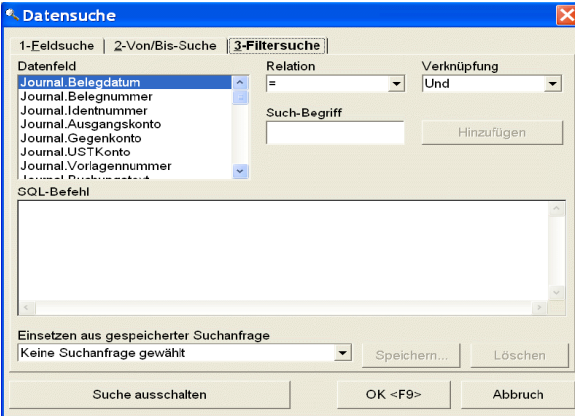 Datensuche
1-Feldsuche 2-Von/Bis-Suche 3-Filtersuche
Datenfeld Relation Verknüpfung
Journal.Belegdatum = Und
Journal.Belegnummer
Journal.Identnummer Such-Begriff
Journal.Ausgangskonto
Journal.Gegenkonto Hinzufügen
Journal.USTKonto
Journal.Vorlagennummer
Journal.Buchungstext
SQL-Befehl
Einsetzen aus gespeicherter Suchanfrage
Keine Suchanfrage gewählt Speichern... Löschen
Suche ausschalten OK <F9> Abbruch